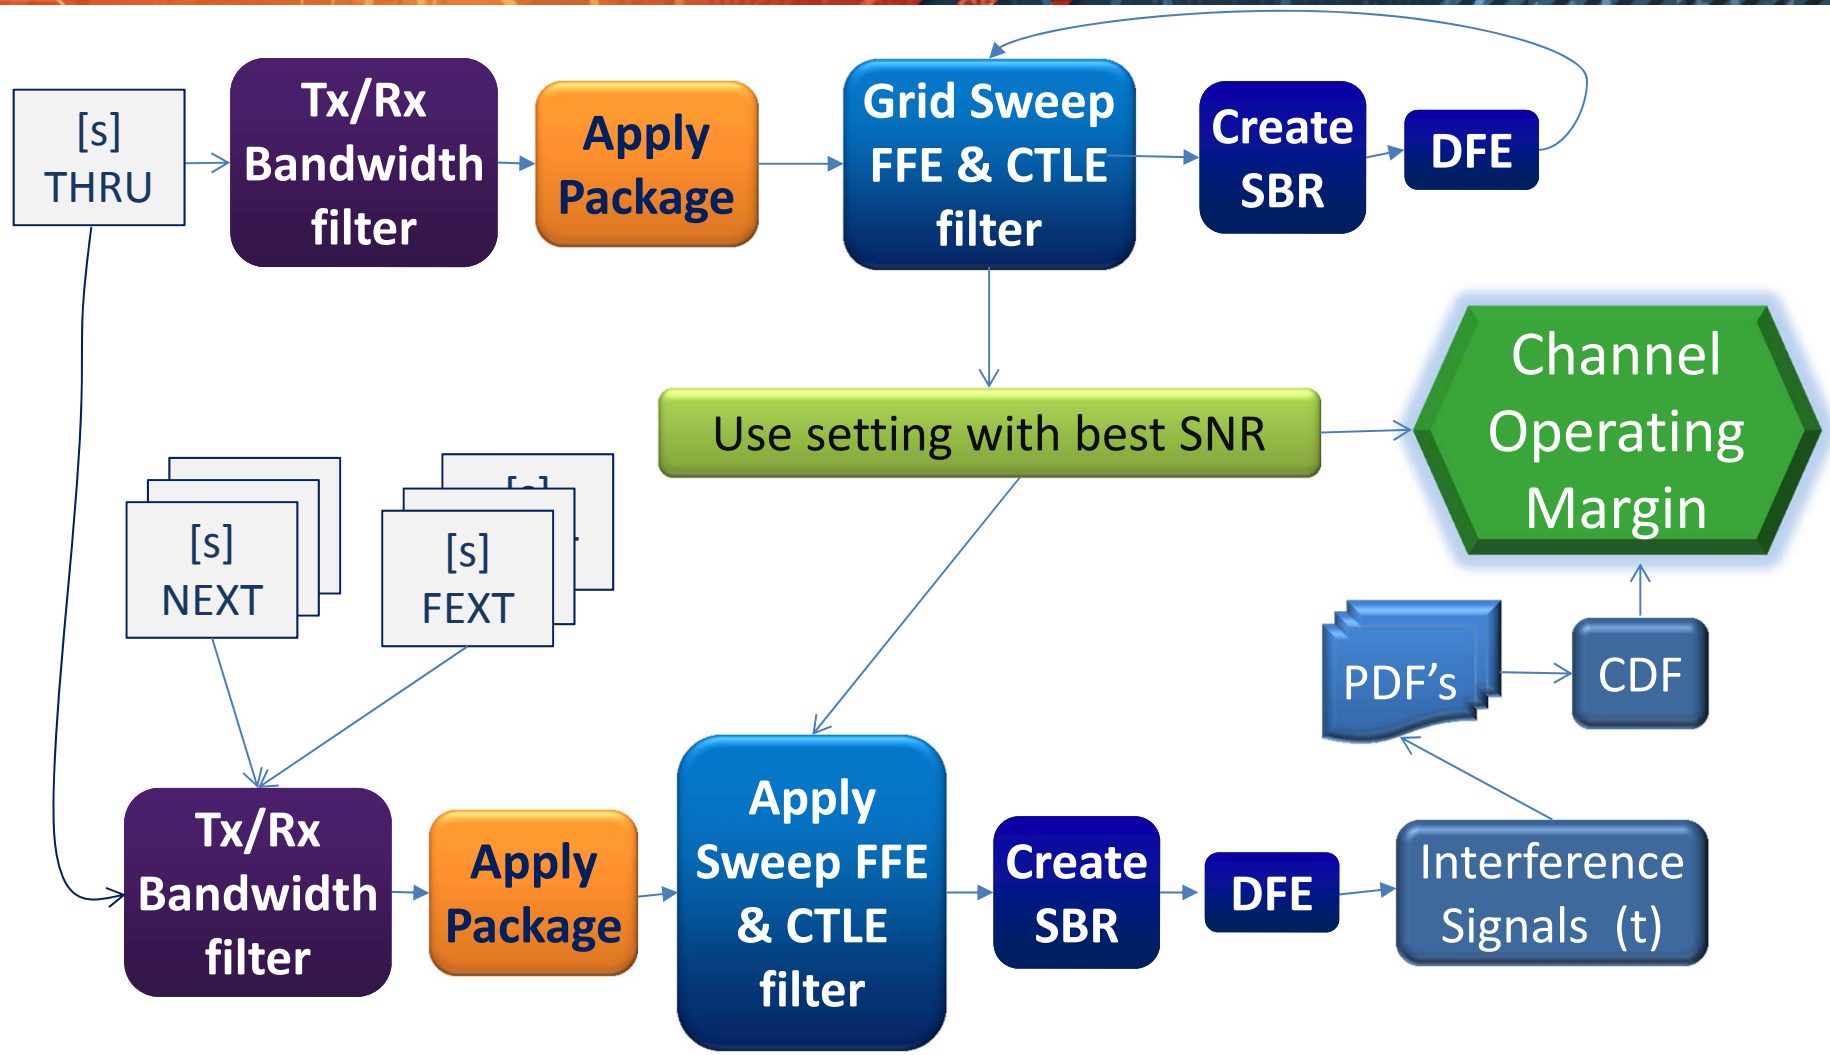 [s]
THRU
Tx/Rx
Bandwidth
filter
Apply
Package
Grid Sweep
FFE & CTLE
filter
Create
SBR
DFE
Channel
Operating
Margin
Use setting with best SNR
[s]
NEXT
[s]
[s]
FEXT
PDF's
CDF
Tx/Rx
Bandwidth
filter
Apply
Package
Apply
Sweep FFE
& CTLE
filter
Create
SBR
DFE
Interference
Signals (t)